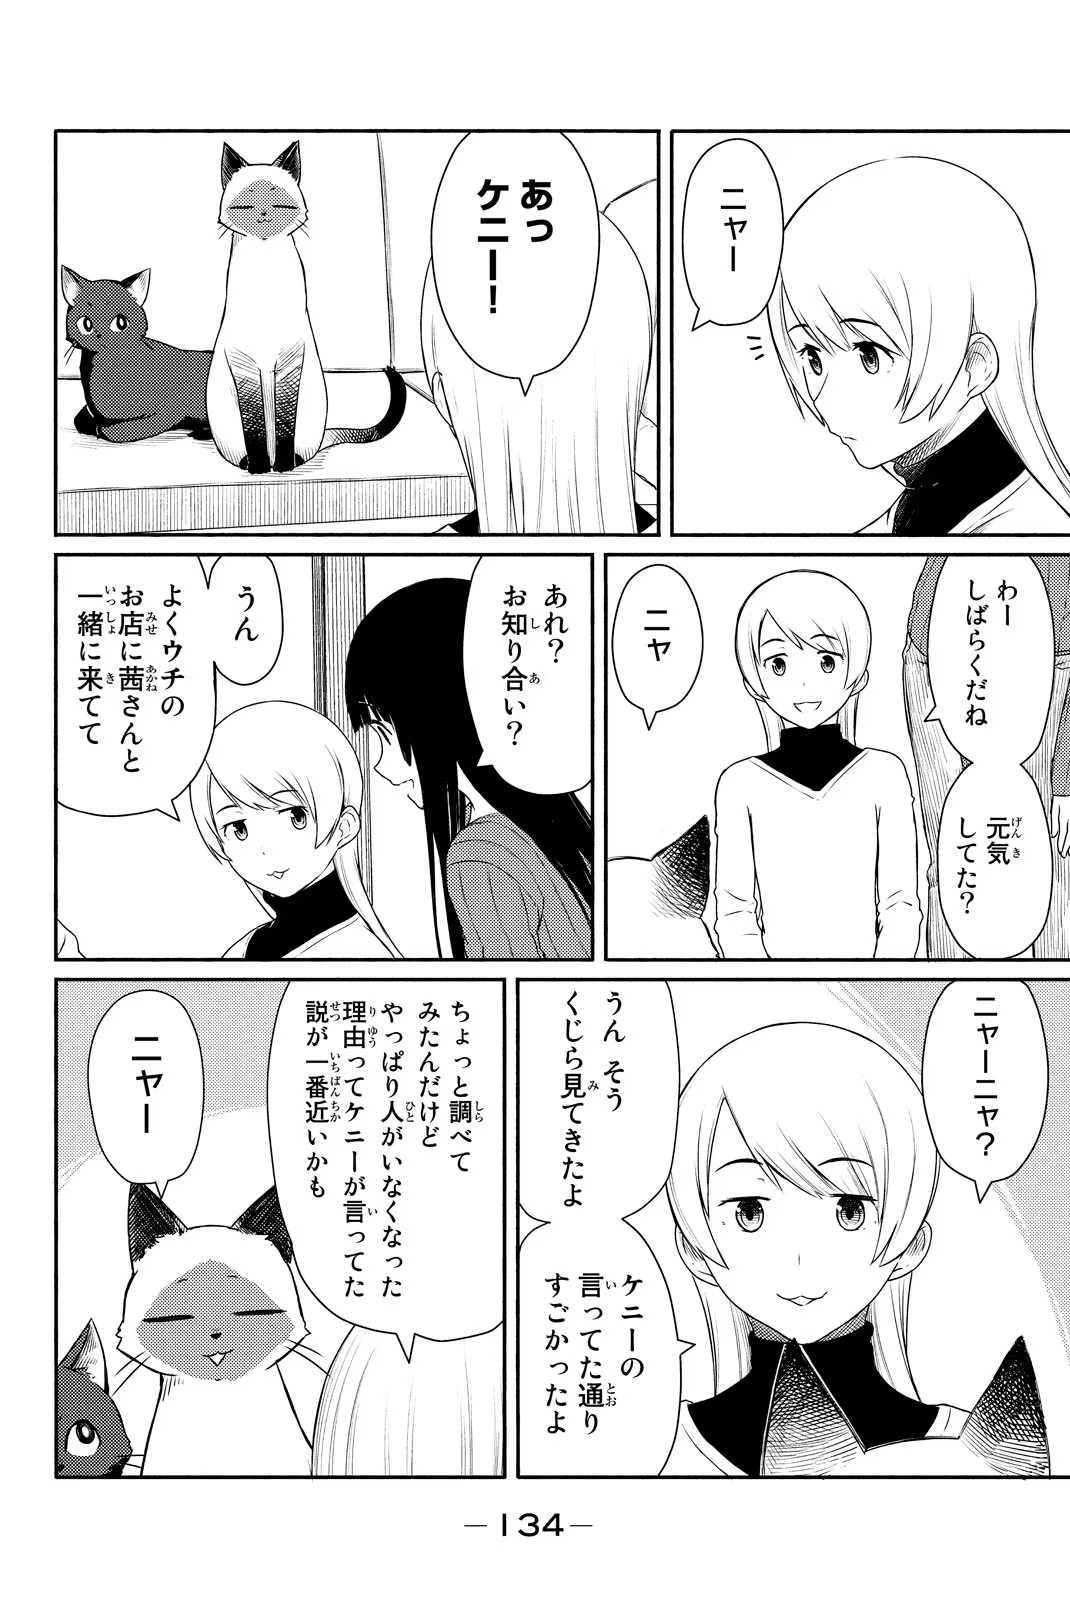 ニャー
あっ
ケニー！
わー
しばらくだね
元気
してた？
ニャ
あれ？
お知り合い？
うん
よくウチの
お店に茜さんと
一緒に来てて
ニャーニャ？
うん そう
くじら見てきたよ
ケニーの
言ってた通り
すごかったよ
ちょっと調べて
みたんだけど
やっぱり人がいなくなった
理由ってケニーが言ってた
説が一番近いかも
ニャー
—134—